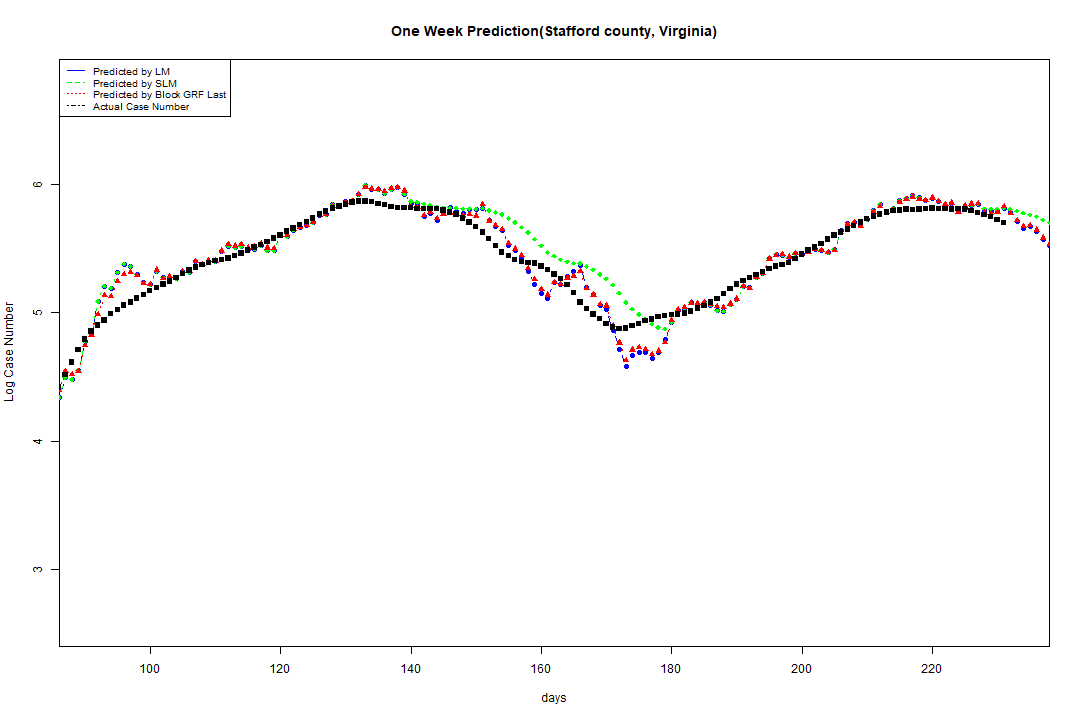 One Week Prediction(Stafford county, Virginia)
Predicted by LM
Predicted by SLM
Predicted by Block GRF Last
Actual Case Number
6
5
4
3
Log Case Number
100 120 140 160 180 200 220
days